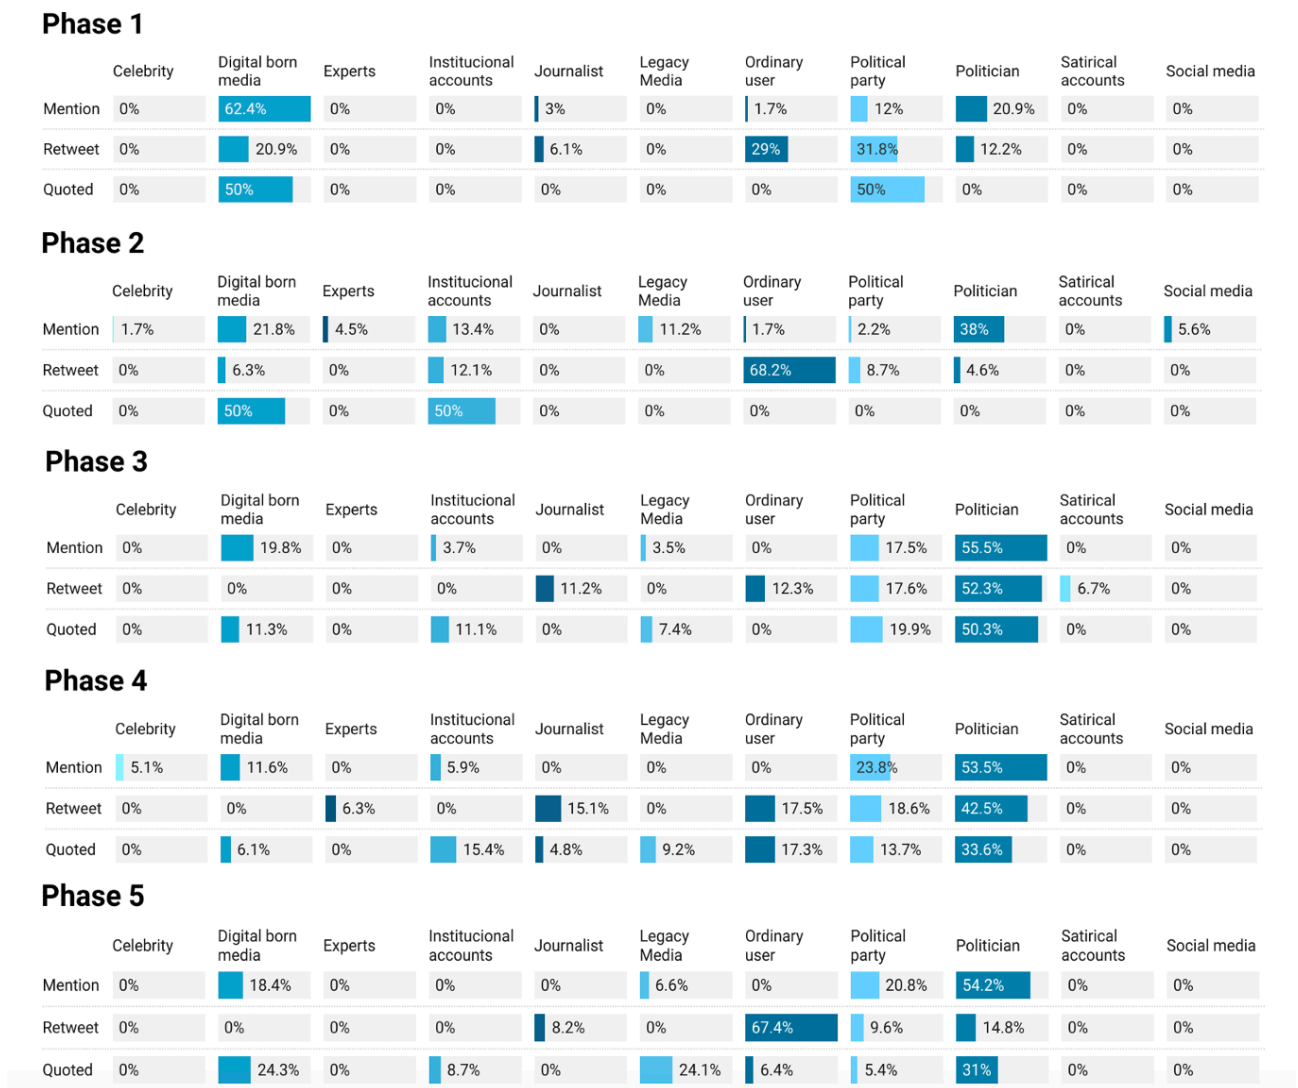 Phase 1
Celebrity Digital born media Experts Institucional accounts Journalist Legacy Media Ordinary user Political party Politician Satirical accounts Social media
Mention 0% 62.4% 0% 0% 3% 0% 1.7% 12% 20.9% 0% 0%
Retweet 0% 20.9% 0% 0% 6.1% 0% 29% 31.8% 12.2% 0% 0%
Quoted 0% 50% 0% 0% 0% 0% 0% 50% 0% 0% 0%
Phase 2
Celebrity Digital born media Experts Institucional accounts Journalist Legacy Media Ordinary user Political party Politician Satirical accounts Social media
Mention 1.7% 21.8% 4.5% 13.4% 0% 11.2% 1.7% 2.2% 38% 0% 5.6%
Retweet 0% 6.3% 0% 12.1% 0% 0% 68.2% 8.7% 4.6% 0% 0%
Quoted 0% 50% 0% 50% 0% 0% 0% 0% 0% 0% 0%
Phase 3
Celebrity Digital born media Experts Institucional accounts Journalist Legacy Media Ordinary user Political party Politician Satirical accounts Social media
Mention 0% 19.8% 0% 3.7% 0% 3.5% 0% 17.5% 55.5% 0% 0%
Retweet 0% 0% 0% 0% 11.2% 0% 12.3% 17.6% 52.3% 6.7% 0%
Quoted 0% 11.3% 0% 11.1% 0% 7.4% 0% 19.9% 50.3% 0% 0%
Phase 4
Celebrity Digital born media Experts Institucional accounts Journalist Legacy Media Ordinary user Political party Politician Satirical accounts Social media
Mention 5.1% 11.6% 0% 5.9% 0% 0% 0% 23.8% 53.5% 0% 0%
Retweet 0% 0% 6.3% 0% 15.1% 0% 17.5% 18.6% 42.5% 0% 0%
Quoted 0% 6.1% 0% 15.4% 4.8% 9.2% 17.3% 13.7% 33.6% 0% 0%
Phase 5
Celebrity Digital born media Experts Institucional accounts Journalist Legacy Media Ordinary user Political party Politician Satirical accounts Social media
Mention 0% 18.4% 0% 0% 0% 6.6% 0% 20.8% 54.2% 0% 0%
Retweet 0% 0% 0% 0% 8.2% 0% 67.4% 9.6% 14.8% 0% 0%
Quoted 0% 24.3% 0% 8.7% 0% 24.1% 6.4% 5.4% 31% 0% 0%